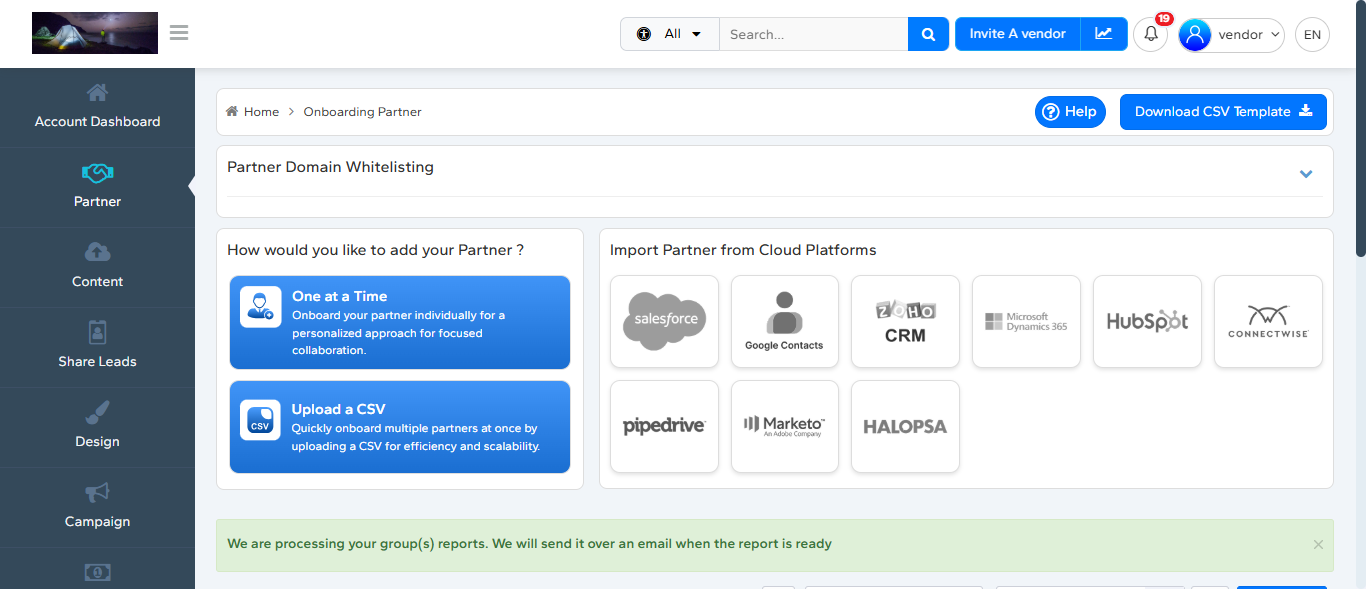 All
Search...
Invite A vendor
19
vendor
EN
Account Dashboard
Partner
Content
Share Leads
Design
Campaign
Home
Onboarding Partner
Help
Download CSV Template
Partner Domain Whitelisting
How would you like to add your Partner ?
One at a Time
Onboard your partner individually for a
personalized approach for focused
collaboration.
CSV
Upload a CSV
Quickly onboard multiple partners at once by
uploading a CSV for efficiency and scalability.
Import Partner from Cloud Platforms
salesforce
Google Contacts
ZOHO
CRM
Microsoft
Dynamics 365
HubSpot
CONNECTWISE
pipedrive
Marketo™
An Adobe Company
HALOPSA
We are processing your group(s) reports. We will send it over an email when the report is ready